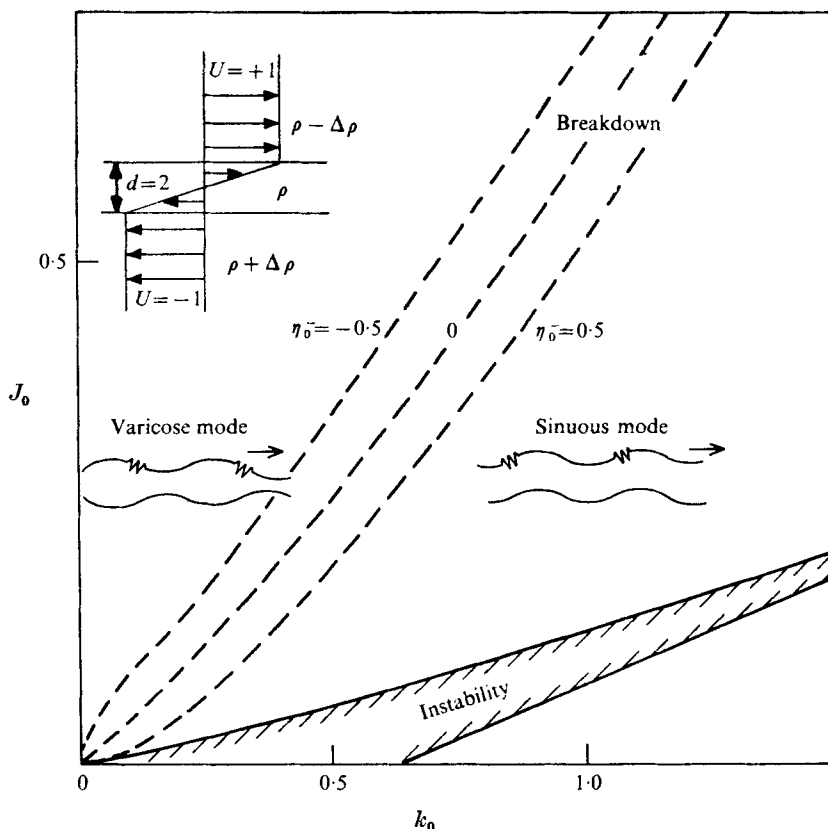 U = +1
ρ − Δρ
d = 2
ρ
ρ + Δρ
U = −1
Breakdown
0·5
η₀⁻ = −0·5
0
η₀⁻ = 0·5
J₀
Varicose mode
Sinuous mode
Instability
0
0·5
1·0
k₀